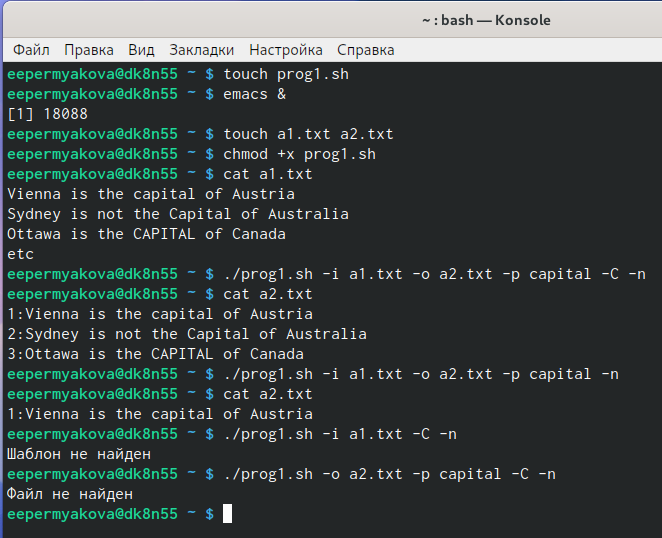 ~ : bash — Konsole
Файл Правка Вид Закладки Настройка Справка
eepermyakova@dk8n55 ~ $ touch prog1.sh
eepermyakova@dk8n55 ~ $ emacs &
[1] 18088
eepermyakova@dk8n55 ~ $ touch a1.txt a2.txt
eepermyakova@dk8n55 ~ $ chmod +x prog1.sh
eepermyakova@dk8n55 ~ $ cat a1.txt
Vienna is the capital of Austria
Sydney is not the Capital of Australia
Ottawa is the CAPITAL of Canada
etc
eepermyakova@dk8n55 ~ $ ./prog1.sh -i a1.txt -o a2.txt -p capital -C -n
eepermyakova@dk8n55 ~ $ cat a2.txt
1:Vienna is the capital of Austria
2:Sydney is not the Capital of Australia
3:Ottawa is the CAPITAL of Canada
eepermyakova@dk8n55 ~ $ ./prog1.sh -i a1.txt -o a2.txt -p capital -n
eepermyakova@dk8n55 ~ $ cat a2.txt
1:Vienna is the capital of Austria
eepermyakova@dk8n55 ~ $ ./prog1.sh -i a1.txt -C -n
Шаблон не найден
eepermyakova@dk8n55 ~ $ ./prog1.sh -o a2.txt -p capital -C -n
Файл не найден
eepermyakova@dk8n55 ~ $